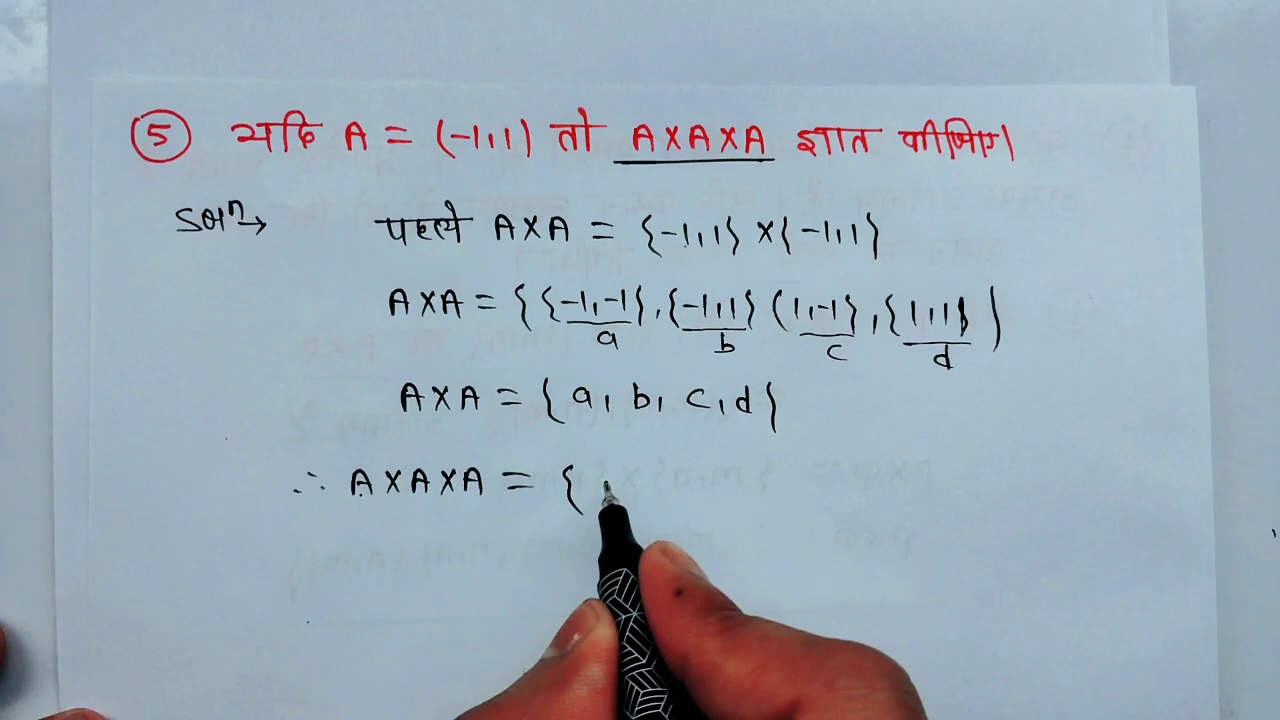 ⑤ यदि A = (-1,1) तो A×A×A ज्ञात कीजिए।
Solⁿ→ पहले A×A = {-1,1} ×{-1,1}
A×A = { {-1,-1}, {-1,1} (1,-1}, {1,1} )
a b c d
A×A = {a, b, c, d}
∴ A×A×A = {